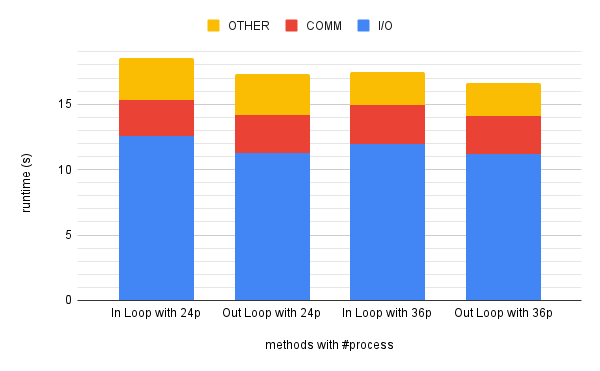 OTHER COMM I/O
15
10
5
0
runtime (s)
In Loop with 24p Out Loop with 24p In Loop with 36p Out Loop with 36p
methods with #process